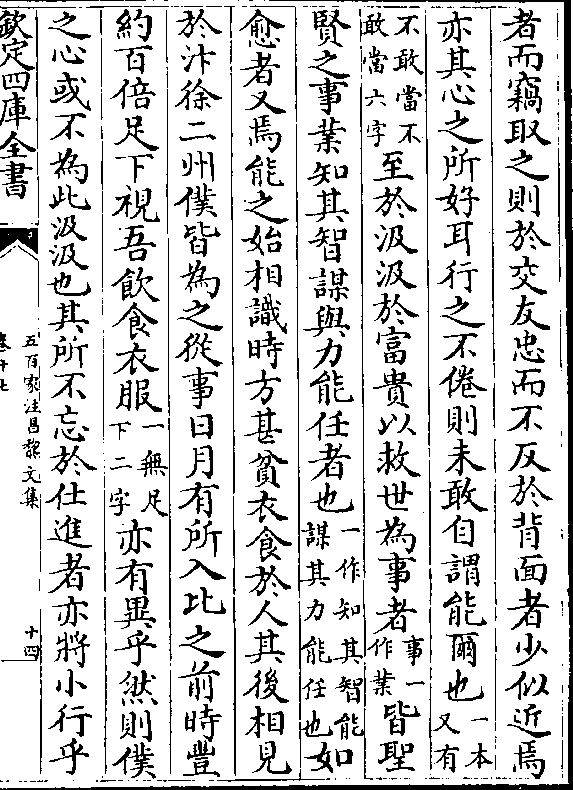 者而竊取之則於交友忠而不反於背面者少似近焉
亦其心之所好耳行之不倦則未敢自謂能爾也一本又有
不敢當不敢當六字至於汲汲於富貴以救世為事者事一作業皆聖
賢之事業知其智謀與力能任者也一作知其智能謀其力能任也如
愈者又焉能之始相識時方甚貧衣食於人其後相見
於汴徐二州僕皆為之從事日月有所入比之前時豐
約百倍足下視吾飲食衣服一無足下二字亦有異乎然則僕
之心或不為此汲汲也其所不忘於仕進者亦將小行乎
欽定四庫全書
五百家注昌黎文集
卷十七
十四